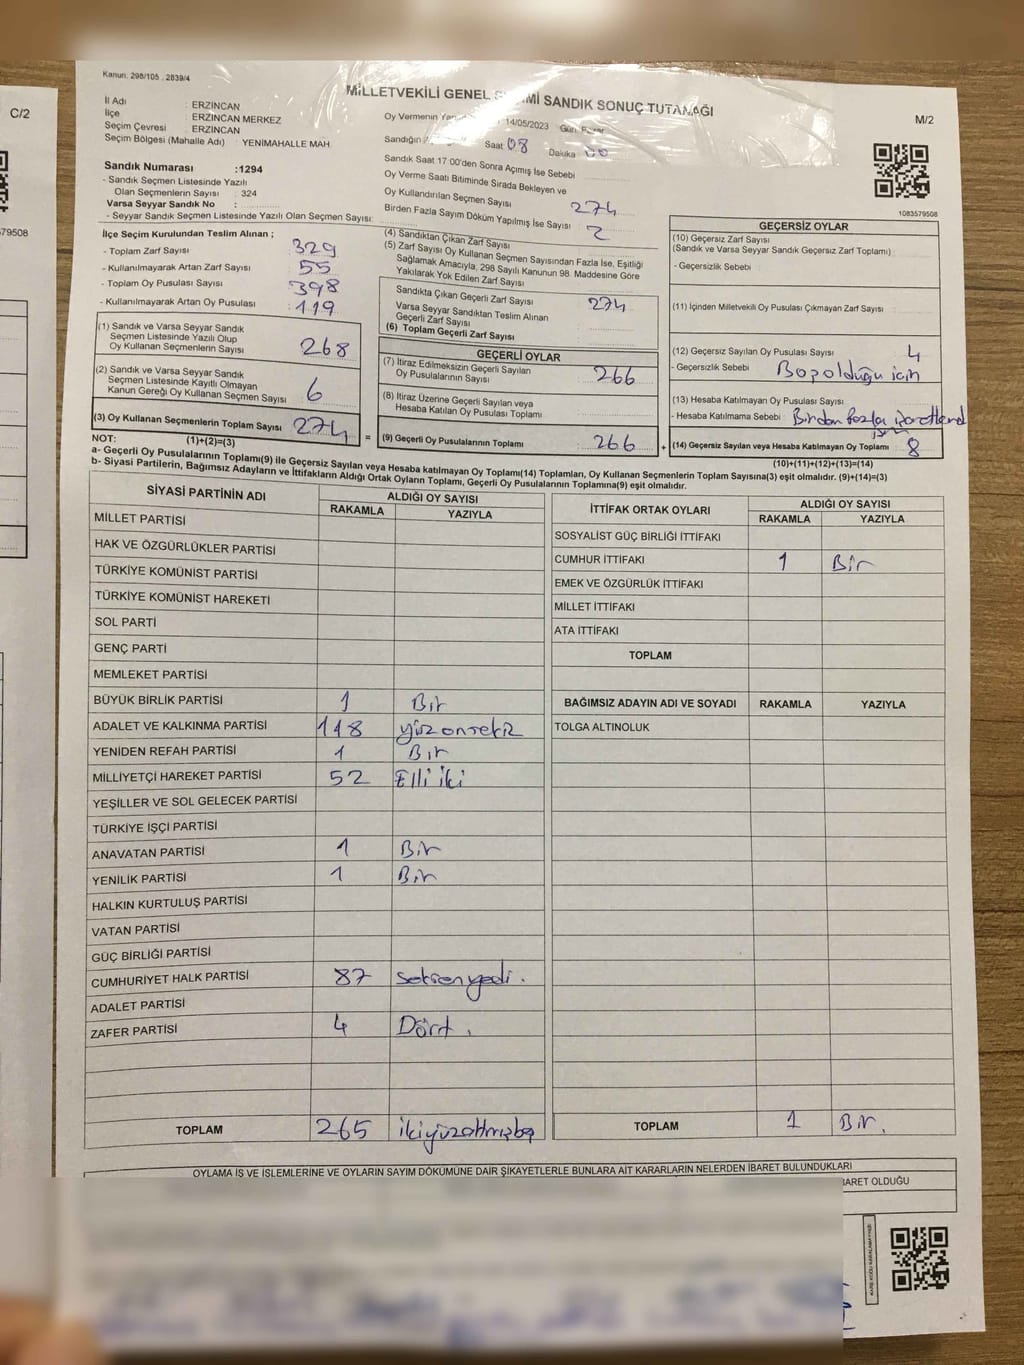 C/2
79508
Kanun: 298/105 , 2839/4
MİLLETVEKİLİ GENEL SANDIK SONUÇ TUTANAĞI
M/2
İl Adı : ERZİNCAN
İlçe : ERZINCAN MERKEZ
Seçim Çevresi : ERZİNCAN
Seçim Bölgesi (Mahalle Adı) : YENİMAHALLE MAH.
Sandık Numarası :1294
- Sandık Seçmen Listesinde Yazılı
Olan Seçmenlerin Sayısı : 324
Varsa Seyyar Sandık No :
- Seyyar Sandık Seçmen Listesinde Yazılı Olan Seçmen Sayısı:
Oy Vermenin 14/05/2023 Gün
Sandığın Saat 08 Dakika 00
Sandık Saat 17:00'den Sonra Açımış İse Sebebi
Oy Verme Saati Bitiminde Sırada Bekleyen ve
Oy Kullandırılan Seçmen Sayısı 274
Birden Fazla Sayım Döküm Yapılmış İse Sayısı 2
1083579508
İlçe Seçim Kurulundan Teslim Alınan ;
- Toplam Zarf Sayısı 329
- Kullanılmayarak Artan Zarf Sayısı 55
- Toplam Oy Pusulası Sayısı 398
- Kullanılmayarak Artan Oy Pusulası : 119
(1) Sandık ve Varsa Seyyar Sandık
Seçmen Listesinde Yazılı Olup
Oy Kullanan Seçmenlerin Sayısı 268
(2) Sandık ve Varsa Seyyar Sandık
Seçmen Listesinde Kayıtlı Olmayan
Kanun Gereği Oy Kullanan Seçmen Sayısı 6
(3) Oy Kullanan Seçmenlerin Toplam Sayısı 274
(4) Sandıktan Çıkan Zarf Sayısı
(5) Zarf Sayısı Oy Kullanan Seçmen Sayısından Fazla İse, Eşitliği
Sağlamak Amacıyla, 298 Sayılı Kanunun 98. Maddesine Göre
Yakılarak Yok Edilen Zarf Sayısı
Sandıkta Çıkan Geçerli Zarf Sayısı 274
Varsa Seyyar Sandıktan Teslim Alınan
Geçerli Zarf Sayısı
(6) Toplam Geçerli Zarf Sayısı
GEÇERLİ OYLAR
(7) İtiraz Edilmeksizin Geçerli Sayılan
Oy Pusulalarının Sayısı 266
(8) İtiraz Üzerine Geçerli Sayılan veya
Hesaba Katılan Oy Pusulası Toplamı
= (9) Geçerli Oy Pusulalarının Toplamı 266
GEÇERSİZ OYLAR
(10) Geçersiz Zarf Sayısı
(Sandık ve Varsa Seyyar Sandık Geçersiz Zarf Toplamı)
- Geçersizlik Sebebi
(11) İçinden Milletvekili Oy Pusulası Çıkmayan Zarf Sayısı
(12) Geçersiz Sayılan Oy Pusulası Sayısı 4
- Geçersizlik Sebebi Boş olduğu için
(13) Hesaba Katılmayan Oy Pusulası Sayısı
- Hesaba Katılmama Sebebi : Birden fazla
+ (14) Geçersiz Sayılan veya Hesaba Katılmayan Oy Toplamı 8
NOT: (1)+(2)=(3)
(10)+(11)+(12)+(13)=(14)
a- Geçerli Oy Pusulalarının Toplamı(9) ile Geçersiz Sayılan veya Hesaba katılmayan Oy Toplamı(14) Toplamları, Oy Kullanan Seçmenlerin Toplam Sayısına(3) eşit olmalıdır. (9)+(14)=(3)
b- Siyasi Partilerin, Bağımsız Adayların ve İttifakların Aldığı Ortak Oyların Toplamı, Geçerli Oy Pusulalarının Toplamına(9) eşit olmalıdır.
SİYASİ PARTİNİN ADI ALDIĞI OY SAYISI
RAKAMLA YAZIYLA
MİLLET PARTİSİ
HAK VE ÖZGÜRLÜKLER PARTİSİ
TÜRKİYE KOMÜNİST PARTİSİ
TÜRKİYE KOMÜNİST HAREKETİ
SOL PARTİ
GENÇ PARTİ
MEMLEKET PARTİSİ
BÜYÜK BİRLİK PARTİSİ 1 Bir
ADALET VE KALKINMA PARTİSİ 118 yüzonsekiz
YENİDEN REFAH PARTİSİ 1 Bir
MİLLİYETÇİ HAREKET PARTİSİ 52 Elli iki
YEŞİLLER VE SOL GELECEK PARTİSİ
TÜRKİYE İŞÇİ PARTİSİ
ANAVATAN PARTİSİ 1 Bir
YENİLİK PARTİSİ 1 Bir
HALKIN KURTULUŞ PARTİSİ
VATAN PARTİSİ
GÜÇ BİRLİĞİ PARTİSİ
CUMHURİYET HALK PARTİSİ 87 seksenyedi.
ADALET PARTİSİ
ZAFER PARTİSİ 4 Dört.
TOPLAM 265 ikiyüzaltmışbeş
İTTİFAK ORTAK OYLARI ALDIĞI OY SAYISI
RAKAMLA YAZIYLA
SOSYALİST GÜÇ BİRLİĞİ İTTİFAKI
CUMHUR İTTİFAKI 1 Bir
EMEK VE ÖZGÜRLÜK İTTİFAKI
MİLLET İTTİFAKI
ATA İTTİFAKI
TOPLAM
BAĞIMSIZ ADAYIN ADI VE SOYADI RAKAMLA YAZIYLA
TOLGA ALTINOLUK
TOPLAM 1 Bir.
OYLAMA İŞ VE İŞLEMLERİNE VE OYLARIN SAYIM DÖKÜMÜNE DAİR ŞİKAYETLERLE BUNLARA AİT KARARLARIN NELERDEN İBARET BULUNDUKLARI
BARET OLDUĞU